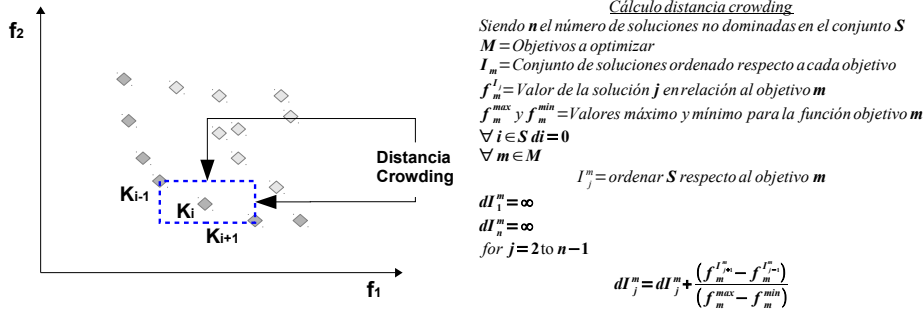 f2
Distancia
Crowding
Ki-1
Ki
Ki+1
f1
Cálculo distancia crowding
Siendo n el número de soluciones no dominadas en el conjunto S
M = Objetivos a optimizar
I_m = Conjunto de soluciones ordenado respecto a cada objetivo
f_m^{I_j} = Valor de la solución j en relación al objetivo m
f_m^{max} y f_m^{min} = Valores máximo y mínimo para la función objetivo m
∀ i ∈ S di = 0
∀ m ∈ M
I_j^m = ordenar S respecto al objetivo m
dI_1^m = ∞
dI_n^m = ∞
for j = 2 to n − 1
dI_j^m = dI_j^m + (f_m^{I_{j+1}^m} − f_m^{I_{j−1}^m}) / (f_m^{max} − f_m^{min})